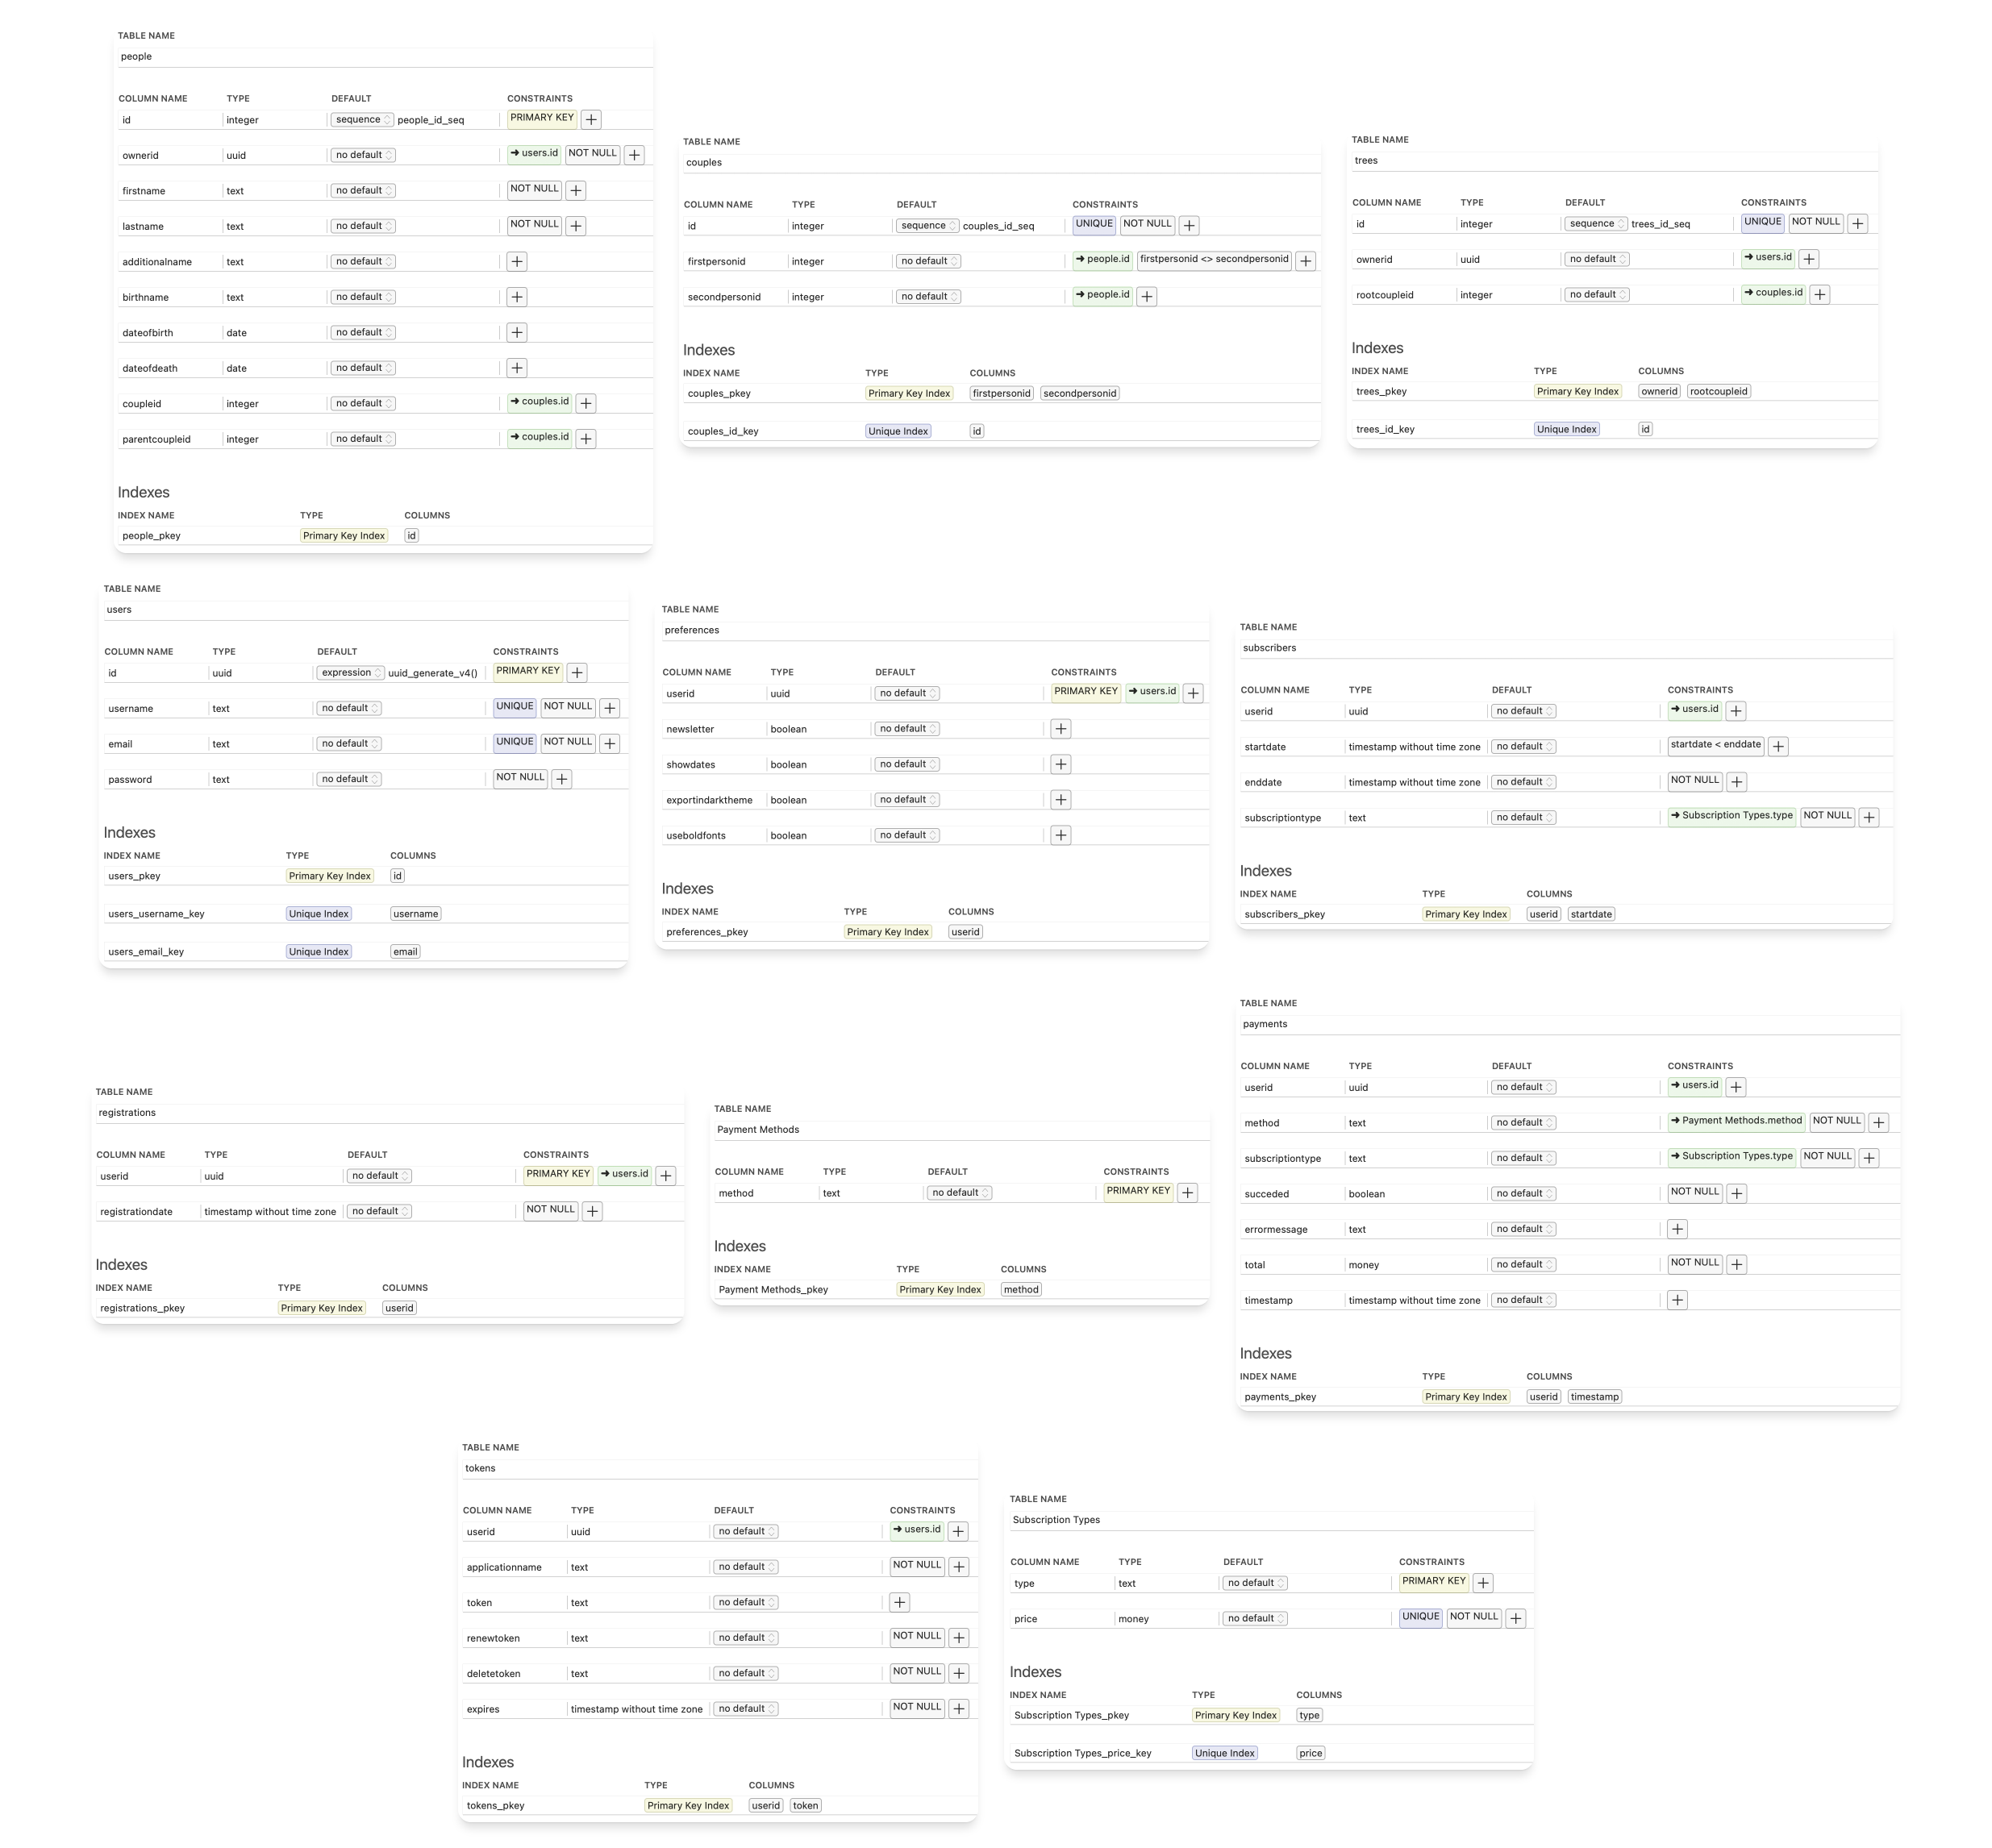 TABLE NAME
people
COLUMN NAME TYPE DEFAULT CONSTRAINTS
id integer sequence people_id_seq PRIMARY KEY +
ownerid uuid no default → users.id NOT NULL +
firstname text no default NOT NULL +
lastname text no default NOT NULL +
additionalname text no default +
birthname text no default +
dateofbirth date no default +
dateofdeath date no default +
coupleid integer no default → couples.id +
parentcoupleid integer no default → couples.id +
Indexes
INDEX NAME TYPE COLUMNS
people_pkey Primary Key Index id
TABLE NAME
couples
COLUMN NAME TYPE DEFAULT CONSTRAINTS
id integer sequence couples_id_seq UNIQUE NOT NULL +
firstpersonid integer no default → people.id firstpersonid <> secondpersonid +
secondpersonid integer no default → people.id +
Indexes
INDEX NAME TYPE COLUMNS
couples_pkey Primary Key Index firstpersonid secondpersonid
couples_id_key Unique Index id
TABLE NAME
trees
COLUMN NAME TYPE DEFAULT CONSTRAINTS
id integer sequence trees_id_seq UNIQUE NOT NULL +
ownerid uuid no default → users.id +
rootcoupleid integer no default → couples.id +
Indexes
INDEX NAME TYPE COLUMNS
trees_pkey Primary Key Index ownerid rootcoupleid
trees_id_key Unique Index id
TABLE NAME
users
COLUMN NAME TYPE DEFAULT CONSTRAINTS
id uuid expression uuid_generate_v4() PRIMARY KEY +
username text no default UNIQUE NOT NULL +
email text no default UNIQUE NOT NULL +
password text no default NOT NULL +
Indexes
INDEX NAME TYPE COLUMNS
users_pkey Primary Key Index id
users_username_key Unique Index username
users_email_key Unique Index email
TABLE NAME
preferences
COLUMN NAME TYPE DEFAULT CONSTRAINTS
userid uuid no default PRIMARY KEY → users.id +
newsletter boolean no default +
showdates boolean no default +
exportindarktheme boolean no default +
useboldfonts boolean no default +
Indexes
INDEX NAME TYPE COLUMNS
preferences_pkey Primary Key Index userid
TABLE NAME
subscribers
COLUMN NAME TYPE DEFAULT CONSTRAINTS
userid uuid no default → users.id +
startdate timestamp without time zone no default startdate < enddate +
enddate timestamp without time zone no default NOT NULL +
subscriptiontype text no default → Subscription Types.type NOT NULL +
Indexes
INDEX NAME TYPE COLUMNS
subscribers_pkey Primary Key Index userid startdate
TABLE NAME
registrations
COLUMN NAME TYPE DEFAULT CONSTRAINTS
userid uuid no default PRIMARY KEY → users.id +
registrationdate timestamp without time zone no default NOT NULL +
Indexes
INDEX NAME TYPE COLUMNS
registrations_pkey Primary Key Index userid
TABLE NAME
Payment Methods
COLUMN NAME TYPE DEFAULT CONSTRAINTS
method text no default PRIMARY KEY +
Indexes
INDEX NAME TYPE COLUMNS
Payment Methods_pkey Primary Key Index method
TABLE NAME
payments
COLUMN NAME TYPE DEFAULT CONSTRAINTS
userid uuid no default → users.id +
method text no default → Payment Methods.method NOT NULL +
subscriptiontype text no default → Subscription Types.type NOT NULL +
succeded boolean no default NOT NULL +
errormessage text no default +
total money no default NOT NULL +
timestamp timestamp without time zone no default +
Indexes
INDEX NAME TYPE COLUMNS
payments_pkey Primary Key Index userid timestamp
TABLE NAME
tokens
COLUMN NAME TYPE DEFAULT CONSTRAINTS
userid uuid no default → users.id +
applicationname text no default NOT NULL +
token text no default +
renewtoken text no default NOT NULL +
deletetoken text no default NOT NULL +
expires timestamp without time zone no default NOT NULL +
Indexes
INDEX NAME TYPE COLUMNS
tokens_pkey Primary Key Index userid token
TABLE NAME
Subscription Types
COLUMN NAME TYPE DEFAULT CONSTRAINTS
type text no default PRIMARY KEY +
price money no default UNIQUE NOT NULL +
Indexes
INDEX NAME TYPE COLUMNS
Subscription Types_pkey Primary Key Index type
Subscription Types_price_key Unique Index price